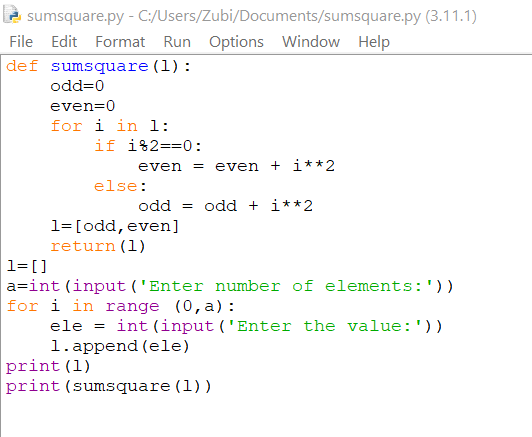 sumsquare.py - C:/Users/Zubi/Documents/sumsquare.py (3.11.1)
File Edit Format Run Options Window Help
def sumsquare(l):
    odd=0
    even=0
    for i in l:
        if i%2==0:
            even = even + i**2
        else:
            odd = odd + i**2
    l=[odd,even]
    return(l)
l=[]
a=int(input('Enter number of elements:'))
for i in range (0,a):
    ele = int(input('Enter the value:'))
    l.append(ele)
print(l)
print(sumsquare(l))